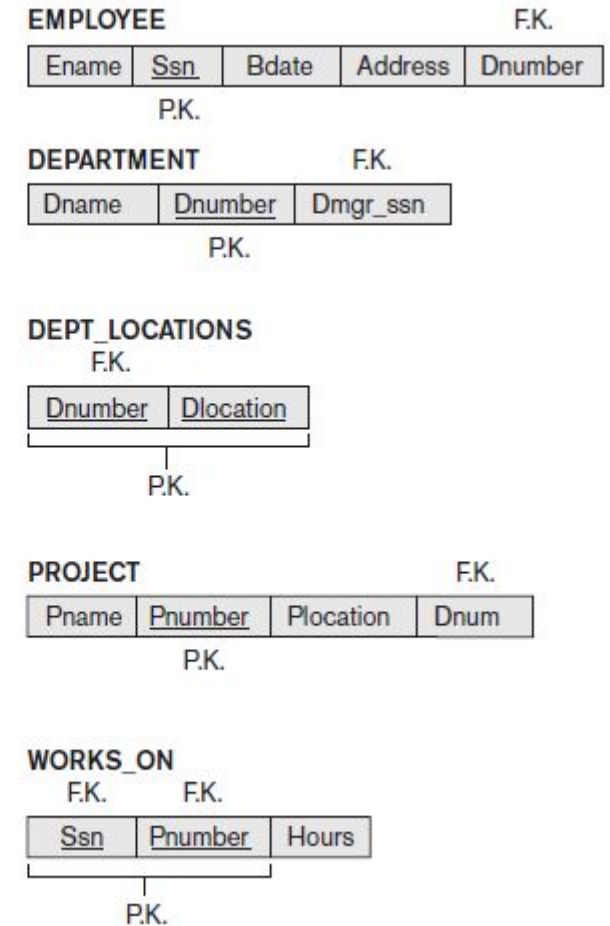 EMPLOYEE F.K.
Ename Ssn Bdate Address Dnumber
P.K.
DEPARTMENT F.K.
Dname Dnumber Dmgr_ssn
P.K.
DEPT_LOCATIONS
F.K.
Dnumber Dlocation
P.K.
PROJECT F.K.
Pname Pnumber Plocation Dnum
P.K.
WORKS_ON
F.K. F.K.
Ssn Pnumber Hours
P.K.